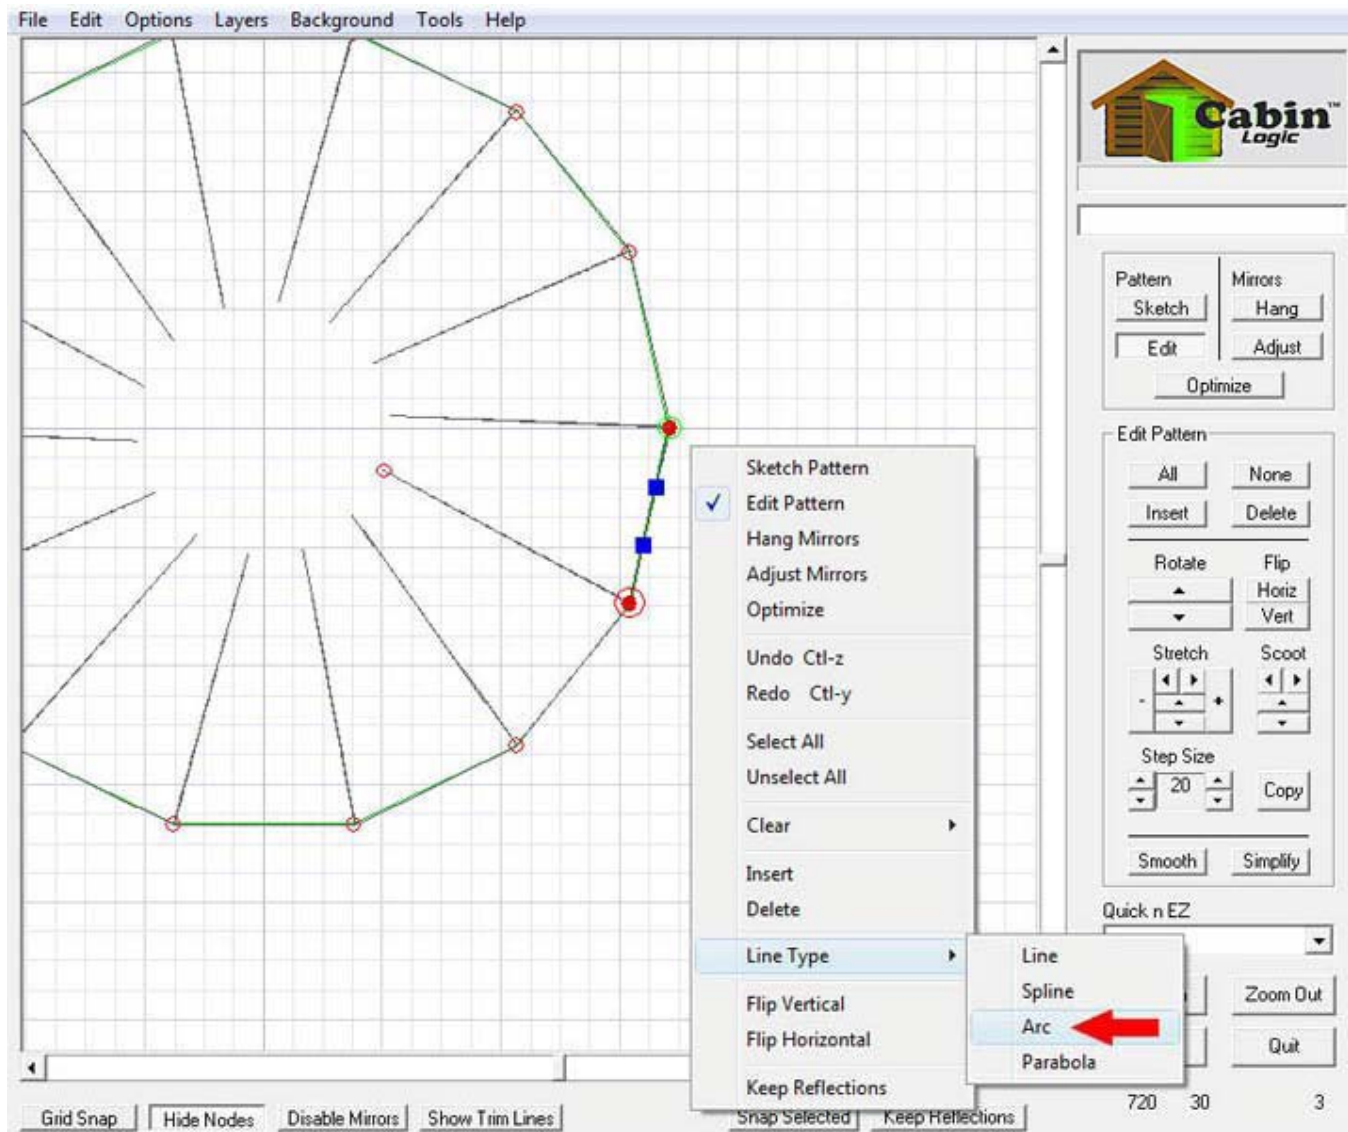 File Edit Options Layers Background Tools Help
Cabin™
Logic
Pattern Mirrors
Sketch Hang
Edit Adjust
Optimize
Edit Pattern
All None
Insert Delete
Rotate Flip
Horiz
Vert
Stretch Scoot
- +
Step Size
20 Copy
Smooth Simplify
Quick n EZ
Zoom Out
Quit
720 30 3
Sketch Pattern
Edit Pattern
Hang Mirrors
Adjust Mirrors
Optimize
Undo Ctl-z
Redo Ctl-y
Select All
Unselect All
Clear
Insert
Delete
Line Type
Flip Vertical
Flip Horizontal
Keep Reflections
Line
Spline
Arc
Parabola
Grid Snap Hide Nodes Disable Mirrors Show Trim Lines Snap Selected Keep Reflections